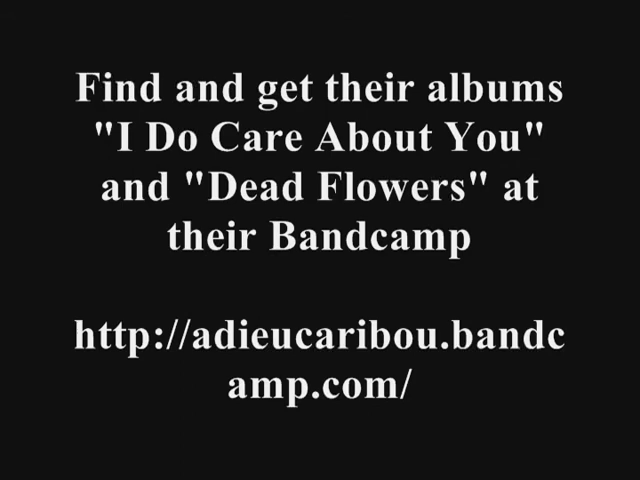 Find and get their albums
"I Do Care About You"
and "Dead Flowers" at
their Bandcamp
http://adieucaribou.bandc
amp.com/